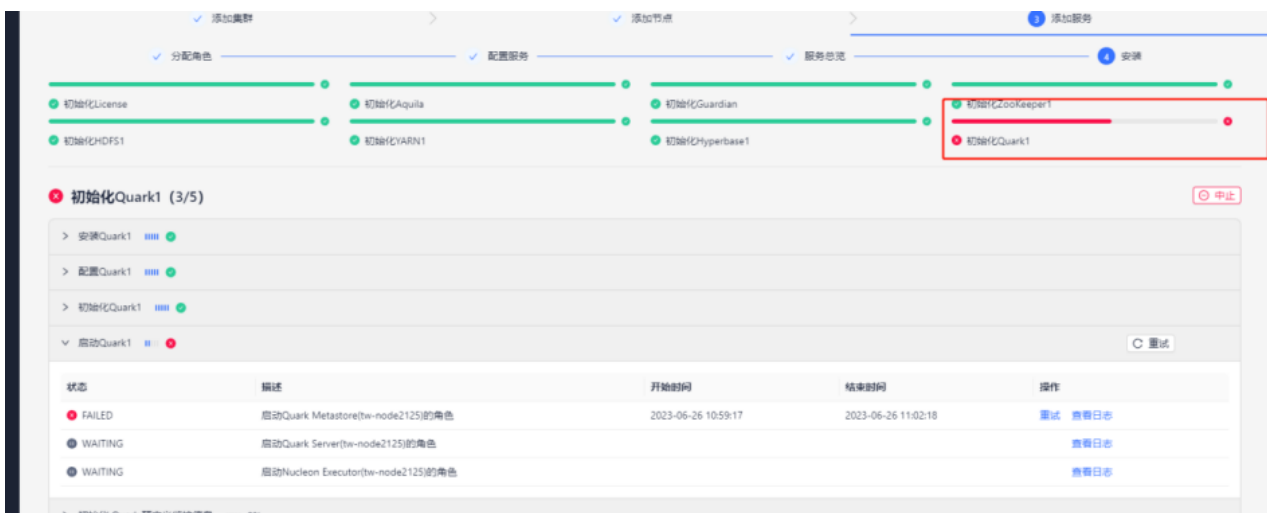 添加集群 添加节点 3 添加服务
分配角色 配置服务 服务总览 4 安装
初始化License 初始化Aquila 初始化Guardian 初始化ZooKeeper1
初始化HDFS1 初始化YARN1 初始化Hyperbase1 初始化Quark1
初始化Quark1 (3/5) 中止
安装Quark1
配置Quark1
初始化Quark1
启动Quark1 重试
状态 描述 开始时间 结束时间 操作
FAILED 启动Quark Metastore(tw-node2125)的角色 2023-06-26 10:59:17 2023-06-26 11:02:18 重试 查看日志
WAITING 启动Quark Server(tw-node2125)的角色 查看日志
WAITING 启动Nucleon Executor(tw-node2125)的角色 查看日志